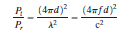 Pₜ/Pᵣ = (4πd)²/λ² = (4πfd)²/c²